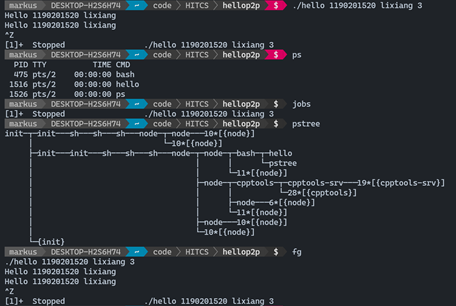 markus DESKTOP-H2S6H74 ~ code HITCS hellop2p $ ./hello 1190201520 lixiang 3
Hello 1190201520 lixiang
Hello 1190201520 lixiang
^Z
[1]+ Stopped ./hello 1190201520 lixiang 3
markus DESKTOP-H2S6H74 ~ code HITCS hellop2p $ ps
PID TTY TIME CMD
475 pts/2 00:00:00 bash
1516 pts/2 00:00:00 hello
1526 pts/2 00:00:00 ps
markus DESKTOP-H2S6H74 ~ code HITCS hellop2p $ jobs
[1]+ Stopped ./hello 1190201520 lixiang 3
markus DESKTOP-H2S6H74 ~ code HITCS hellop2p $ pstree
init─┬─init───sh───sh───sh───node─┬─node───10*[{node}]
│ └─10*[{node}]
├─init───init───sh───sh───sh───node─┬─node─┬─bash─┬─hello
│ │ │ └─pstree
│ │ └─11*[{node}]
│ ├─node─┬─cpptools─┬─cpptools-srv───19*[{cpptools-srv}]
│ │ │ └─28*[{cpptools}]
│ │ ├─node───6*[{node}]
│ │ └─11*[{node}]
│ ├─node───10*[{node}]
│ └─10*[{node}]
└─{init}
markus DESKTOP-H2S6H74 ~ code HITCS hellop2p $ fg
./hello 1190201520 lixiang 3
Hello 1190201520 lixiang
Hello 1190201520 lixiang
^Z
[1]+ Stopped ./hello 1190201520 lixiang 3